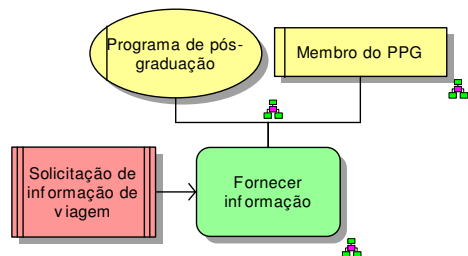 Programa de pós-
graduação
Membro do PPG
Solicitação de
informação de
viagem
Fornecer
informação